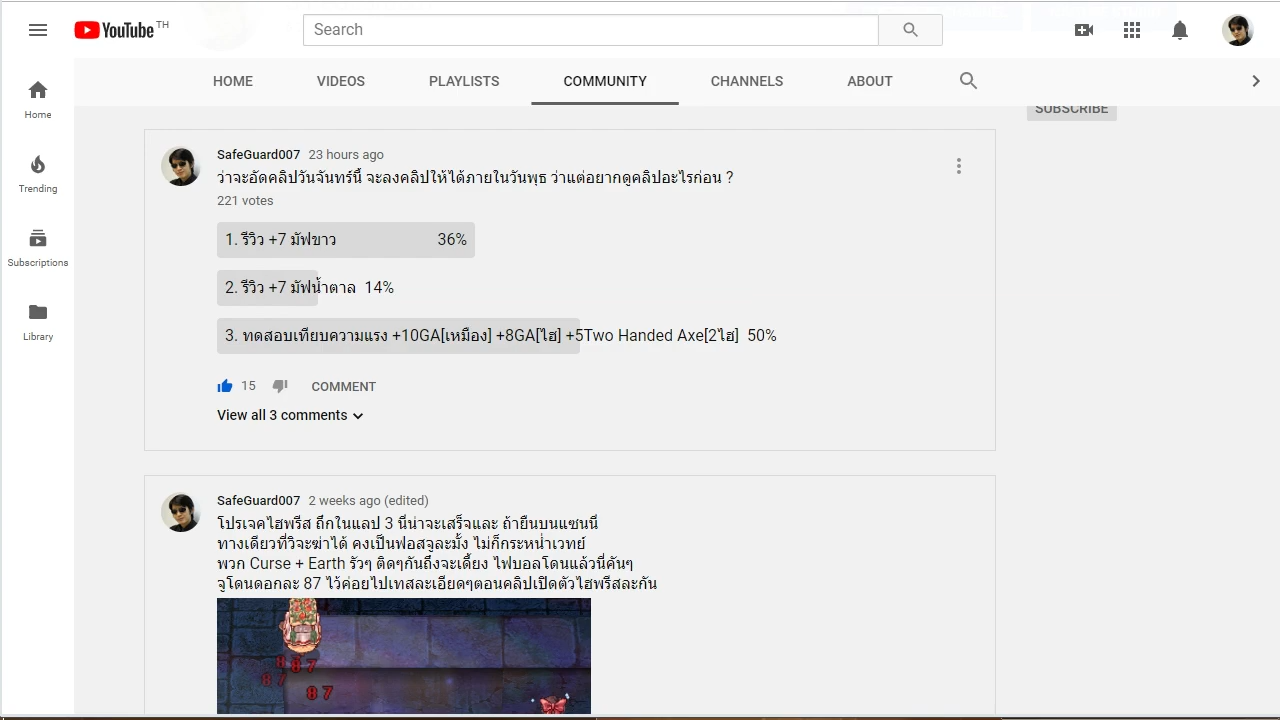 YouTube TH
Search
HOME VIDEOS PLAYLISTS COMMUNITY CHANNELS ABOUT
SUBSCRIBE
Home
Trending
Subscriptions
Library
SafeGuard007 23 hours ago
ว่าจะอัดคลิปวันจันทร์นี้ จะลงคลิปให้ได้ภายในวันพุธ ว่าแต่อยากดูคลิปอะไรก่อน ?
221 votes
1. รีวิว +7 มัฟขาว 36%
2. รีวิว +7 มัฟน้ำตาล 14%
3. ทดสอบเทียบความแรง +10GA[เหมือง] +8GA[ไฮ] +5Two Handed Axe[2ไฮ] 50%
15 COMMENT
View all 3 comments
SafeGuard007 2 weeks ago (edited)
โปรเจคไฮพรีส ถึกในแลป 3 นี่น่าจะเสร็จและ ถ้ายืนบนแซนนี่
ทางเดียวที่วิจะฆ่าได้ คงเป็นฟอสจูละมั้ง ไม่ก็กระหน่ำเวทย์
พวก Curse + Earth รัวๆ ติดๆกันถึงจะเดี้ยง ไฟบอลโดนแล้วนี่คันๆ
จูโดนดอกละ 87 ไว้ค่อยไปเทสละเอียดๆตอนคลิปเปิดตัวไฮพรีสละกัน
87
87
87